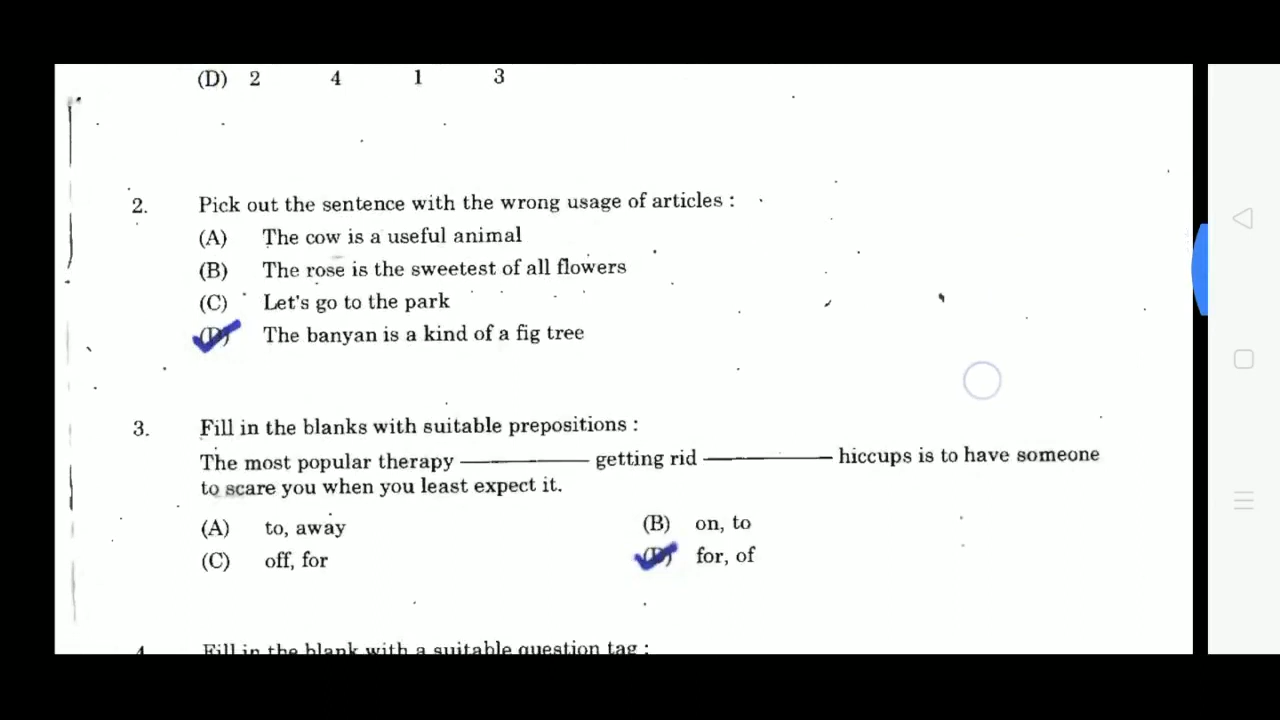 (D) 2 4 1 3
2. Pick out the sentence with the wrong usage of articles :
(A) The cow is a useful animal
(B) The rose is the sweetest of all flowers
(C) Let's go to the park
(D) The banyan is a kind of a fig tree
3. Fill in the blanks with suitable prepositions :
The most popular therapy ———— getting rid ———— hiccups is to have someone
to scare you when you least expect it.
(A) to, away (B) on, to
(C) off, for (D) for, of
4. Fill in the blank with a suitable question tag :